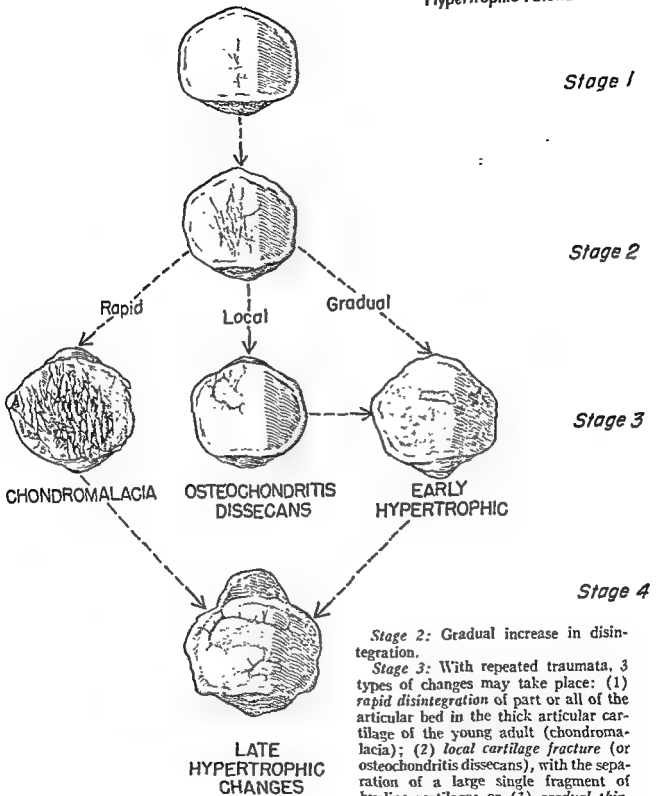 Hypertrophic
Stage 1
Stage 2
Rapid
Local
Gradual
Stage 3
CHONDROMALACIA
OSTEOCHONDRITIS
DISSECANS
EARLY
HYPERTROPHIC
Stage 4
LATE
HYPERTROPHIC
CHANGES
Stage 2: Gradual increase in disin-
tegration.
Stage 3: With repeated traumata, 3
types of changes may take place: (1)
rapid disintegration of part or all of the
articular bed in the thick articular car-
tilage of the young adult (chondroma-
lacia); (2) local cartilage fracture (or
osteochondritis dissecans), with the sepa-
ration of a large single fragment of
cartilage or (3) gradual